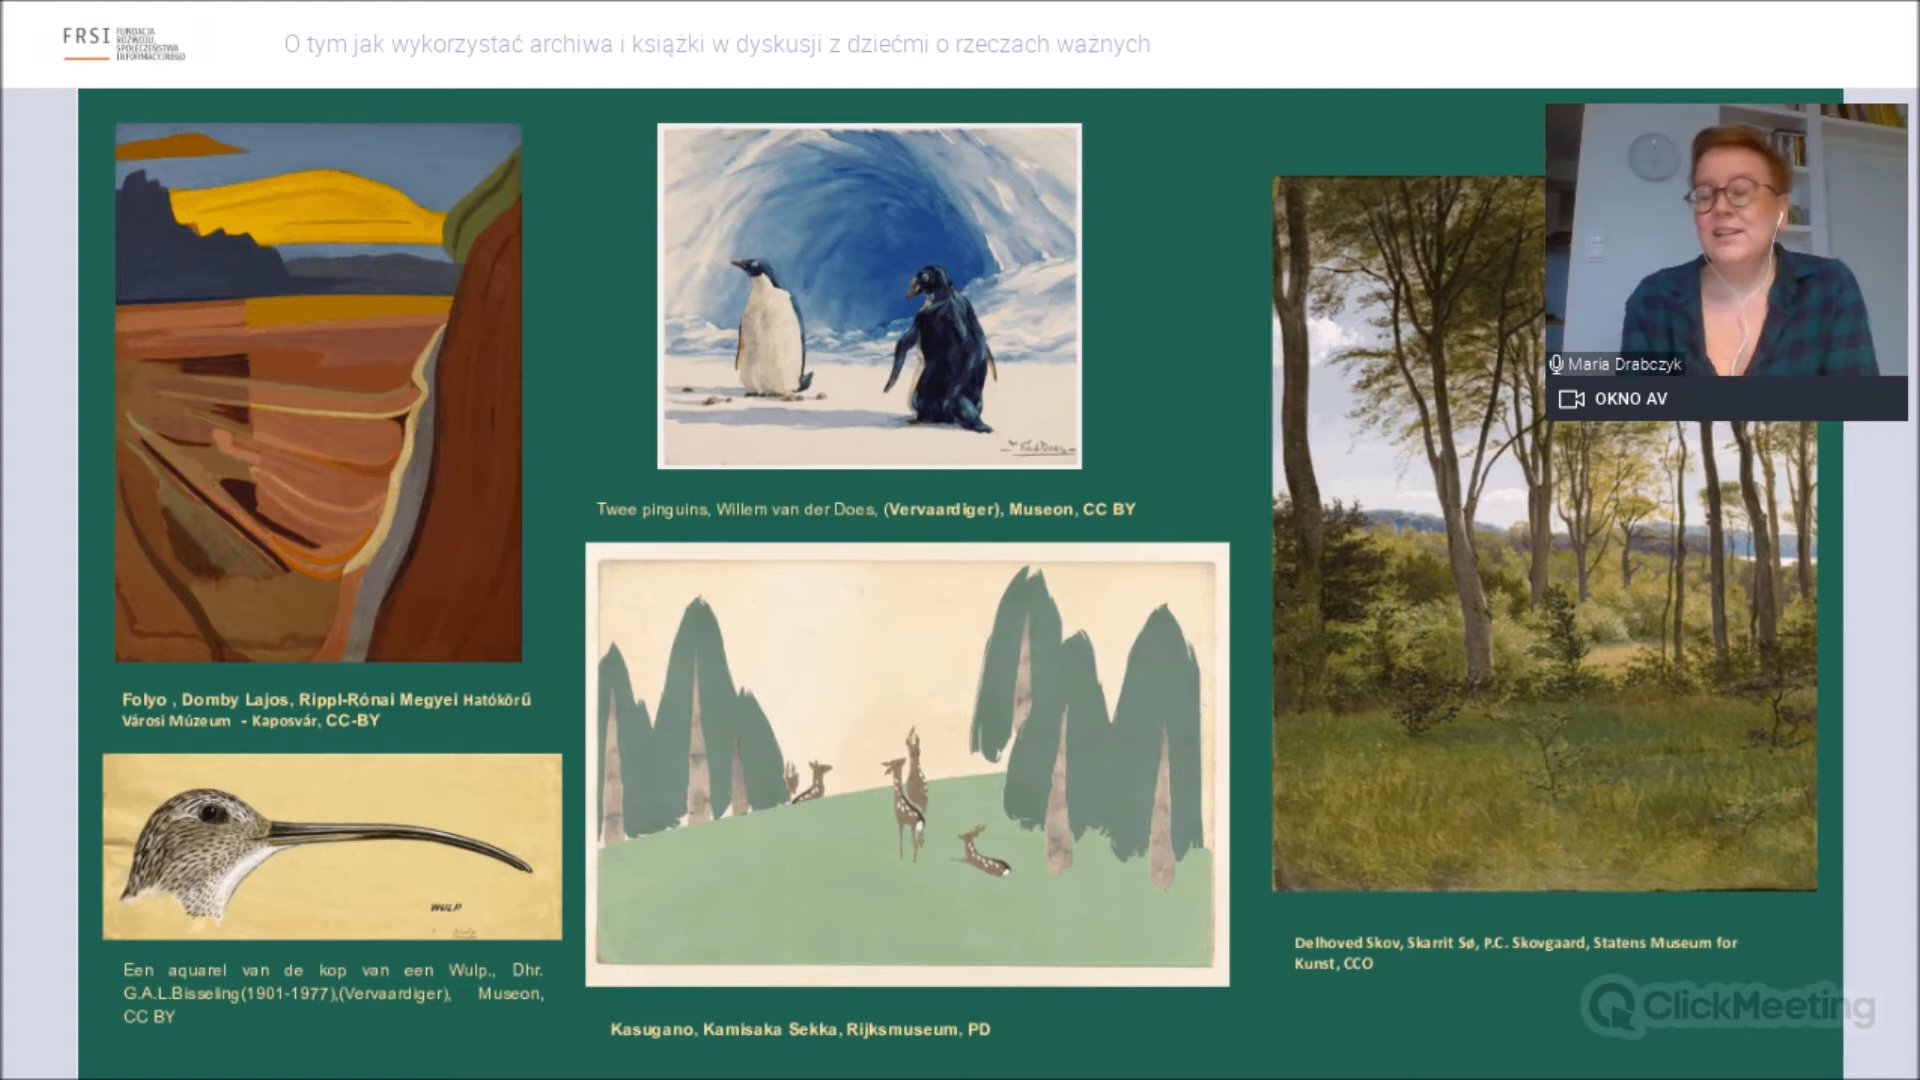 FRSI
FUNDACJA
ROZWOJU
SPOŁECZEŃSTWA
INFORMACYJNEGO
O tym jak wykorzystać archiwa i książki w dyskusji z dziećmi o rzeczach ważnych
Maria Drabczyk
OKNO AV
Twee pinguins, Willem van der Does, (Vervaardiger), Museon, CC BY
Folyo , Domby Lajos, Rippl-Rónai Megyei Hatókörű
Városi Múzeum - Kaposvár, CC-BY
WULP
Een aquarel van de kop van een Wulp., Dhr.
G.A.L.Bisseling(1901-1977),(Vervaardiger), Museon,
CC BY
Kasugano, Kamisaka Sekka, Rijksmuseum, PD
Delhoved Skov, Skarrit Sø, P.C. Skovgaard, Statens Museum for
Kunst, CCO
ClickMeeting